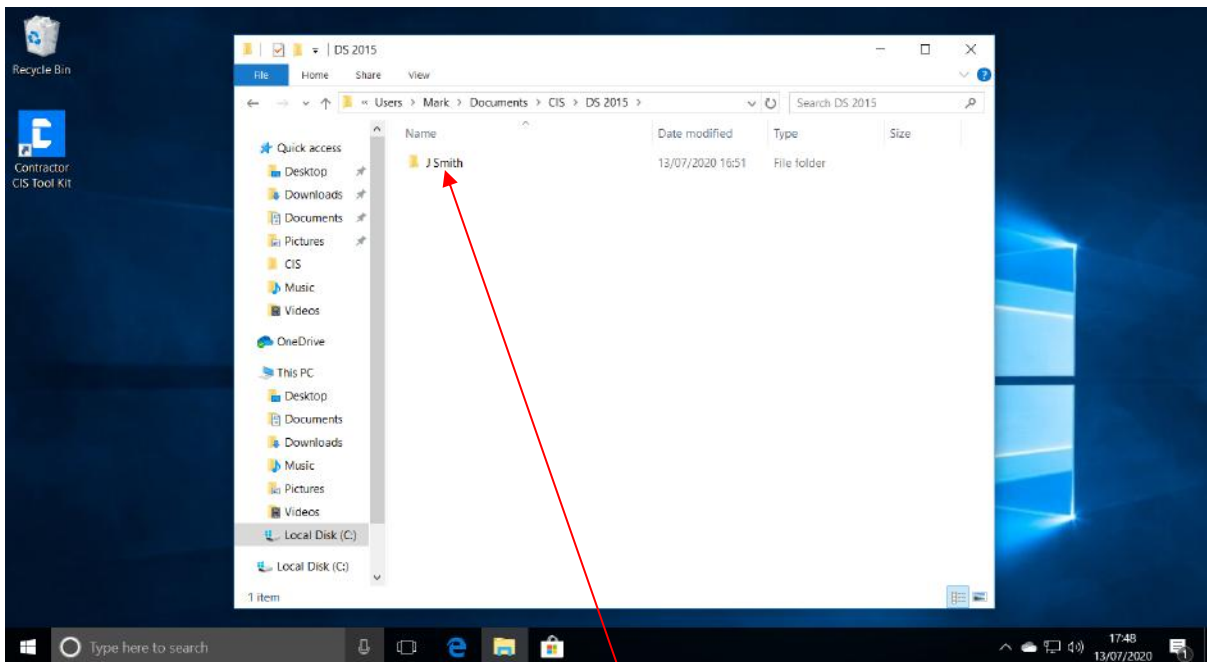 Recycle Bin
Contractor
CIS Tool Kit
DS 2015
File Home Share View
« Users > Mark > Documents > CIS > DS 2015 >
Search DS 2015
Name Date modified Type Size
J Smith 13/07/2020 16:51 File folder
Quick access
Desktop
Downloads
Documents
Pictures
CIS
Music
Videos
OneDrive
This PC
Desktop
Documents
Downloads
Music
Pictures
Videos
Local Disk (C:)
Local Disk (C:)
1 item
Type here to search
17:48
13/07/2020
1